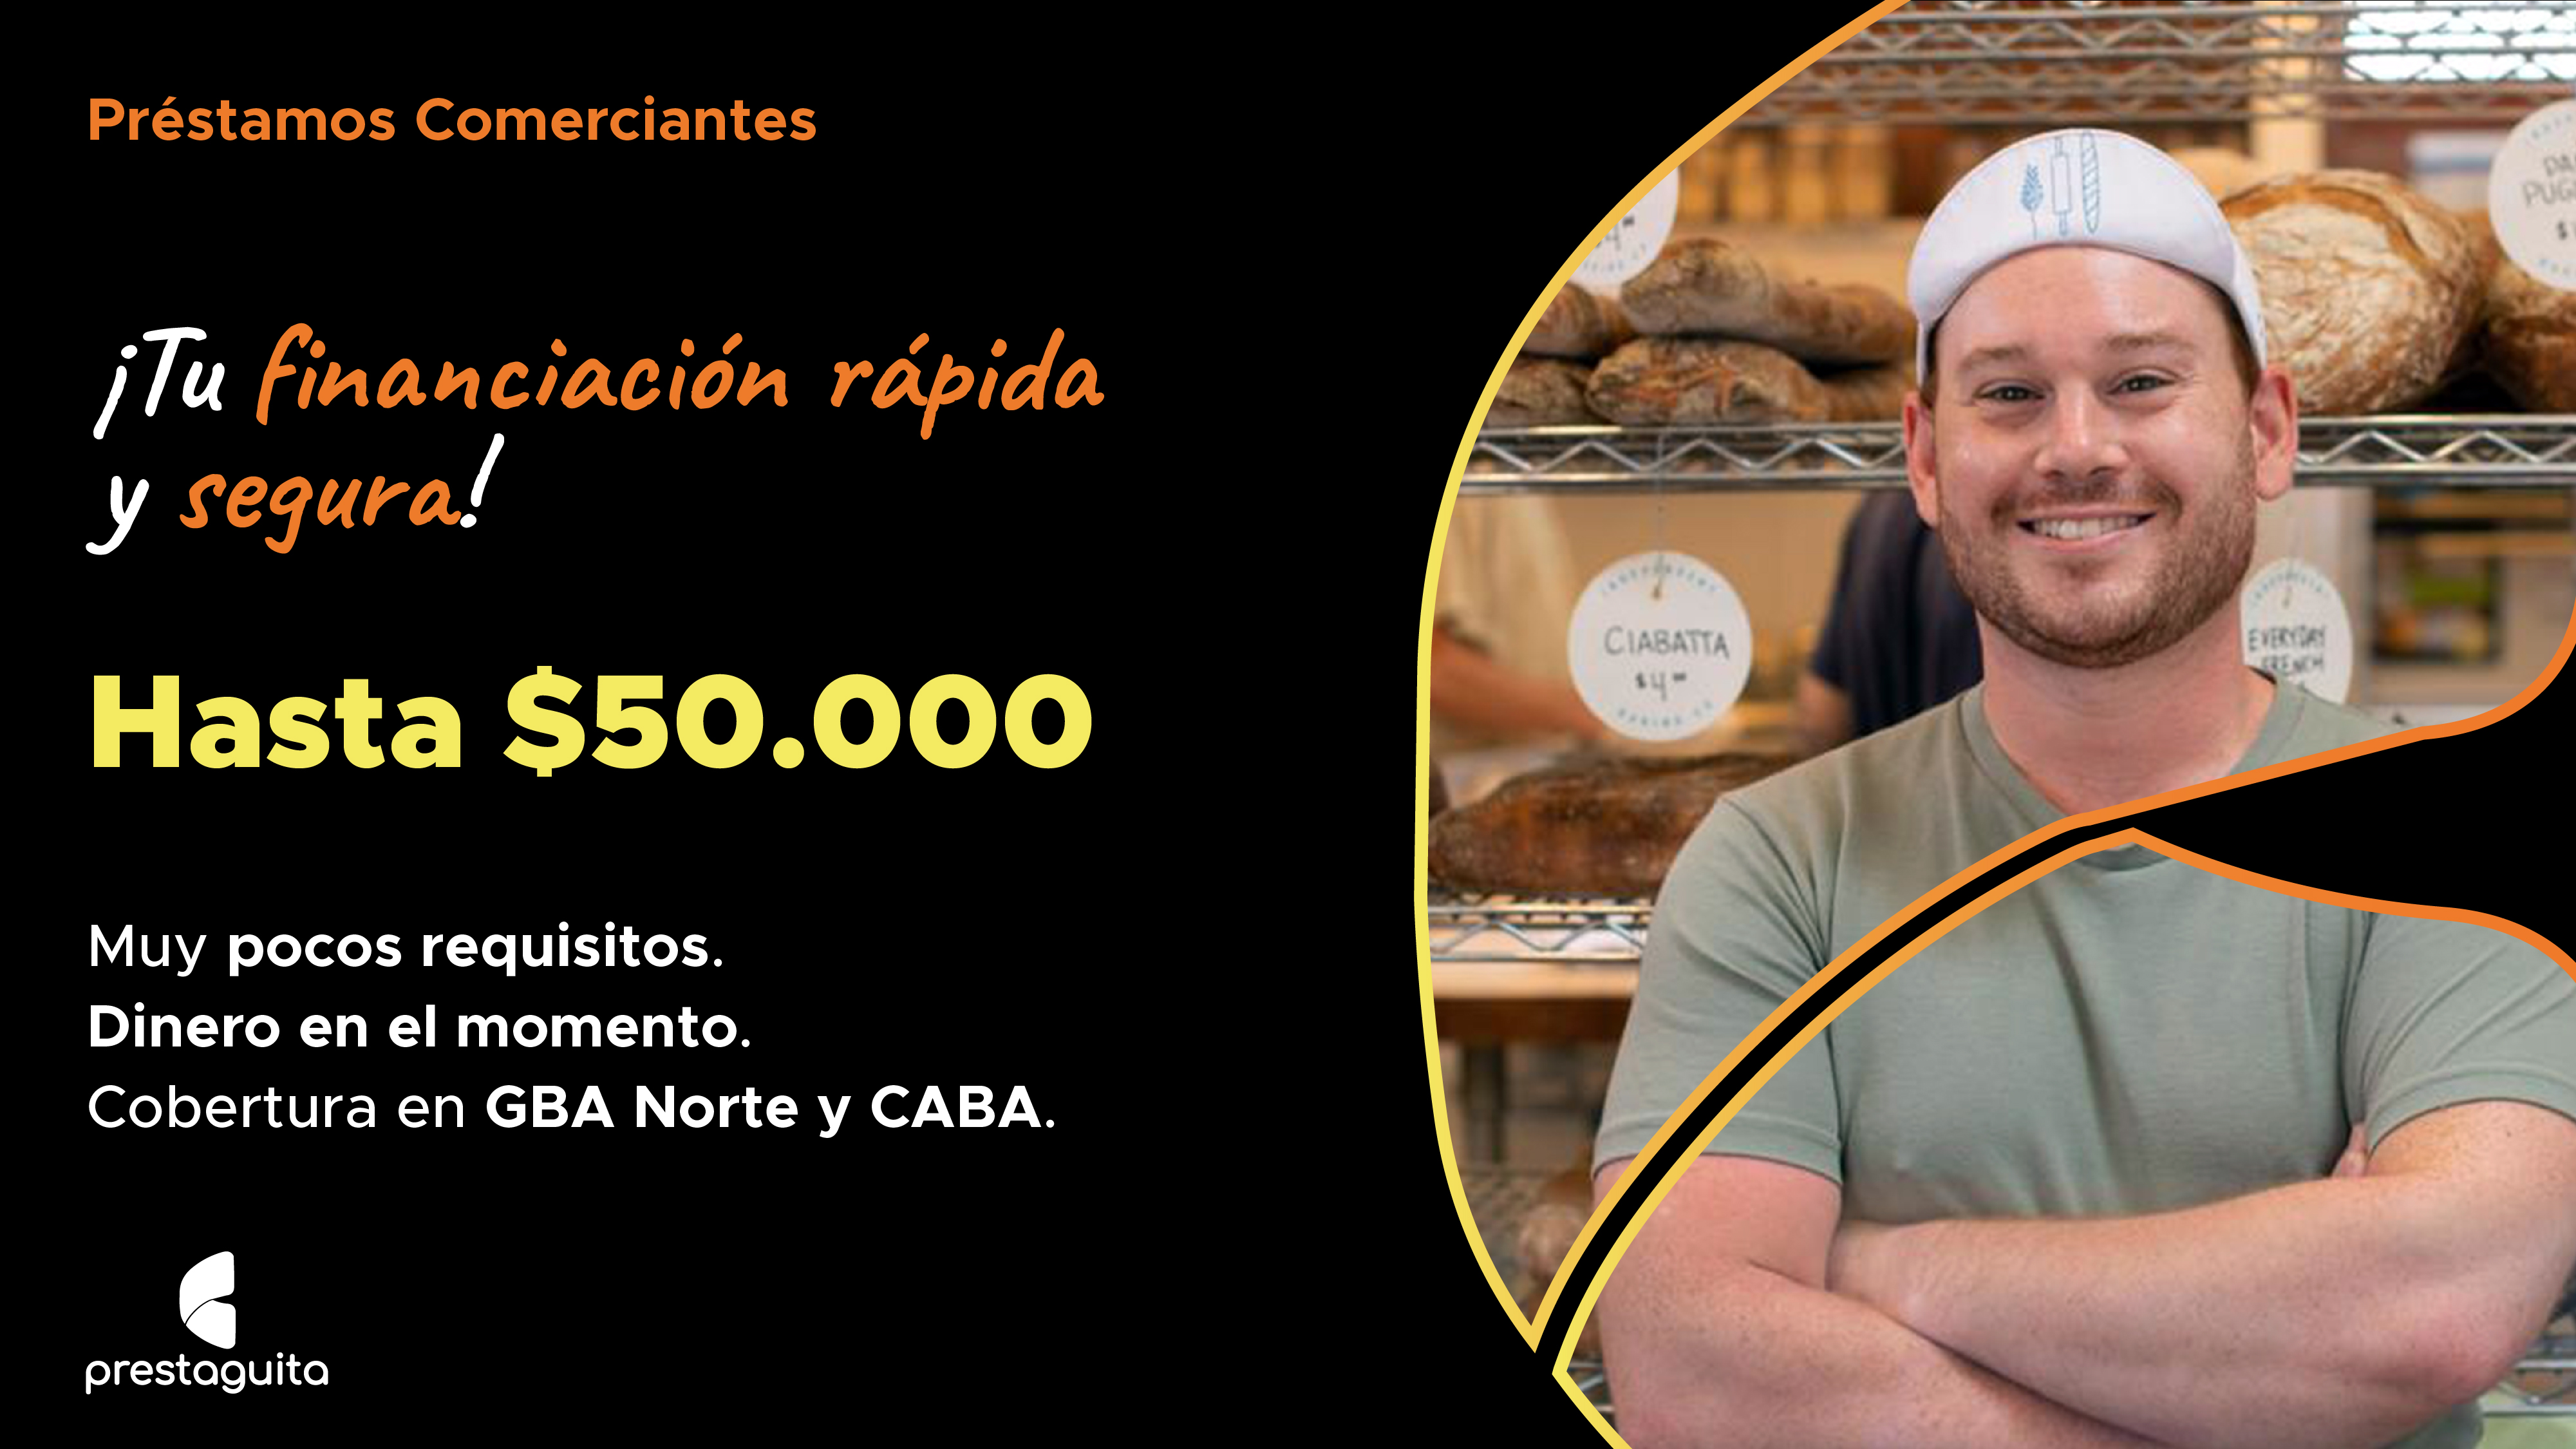 Préstamos Comerciantes
¡Tu financiación rápida
y segura!
Hasta $50.000
Muy pocos requisitos.
Dinero en el momento.
Cobertura en GBA Norte y CABA.
prestaguita
CIABATTA
$4
EVERYDAY
FRENCH